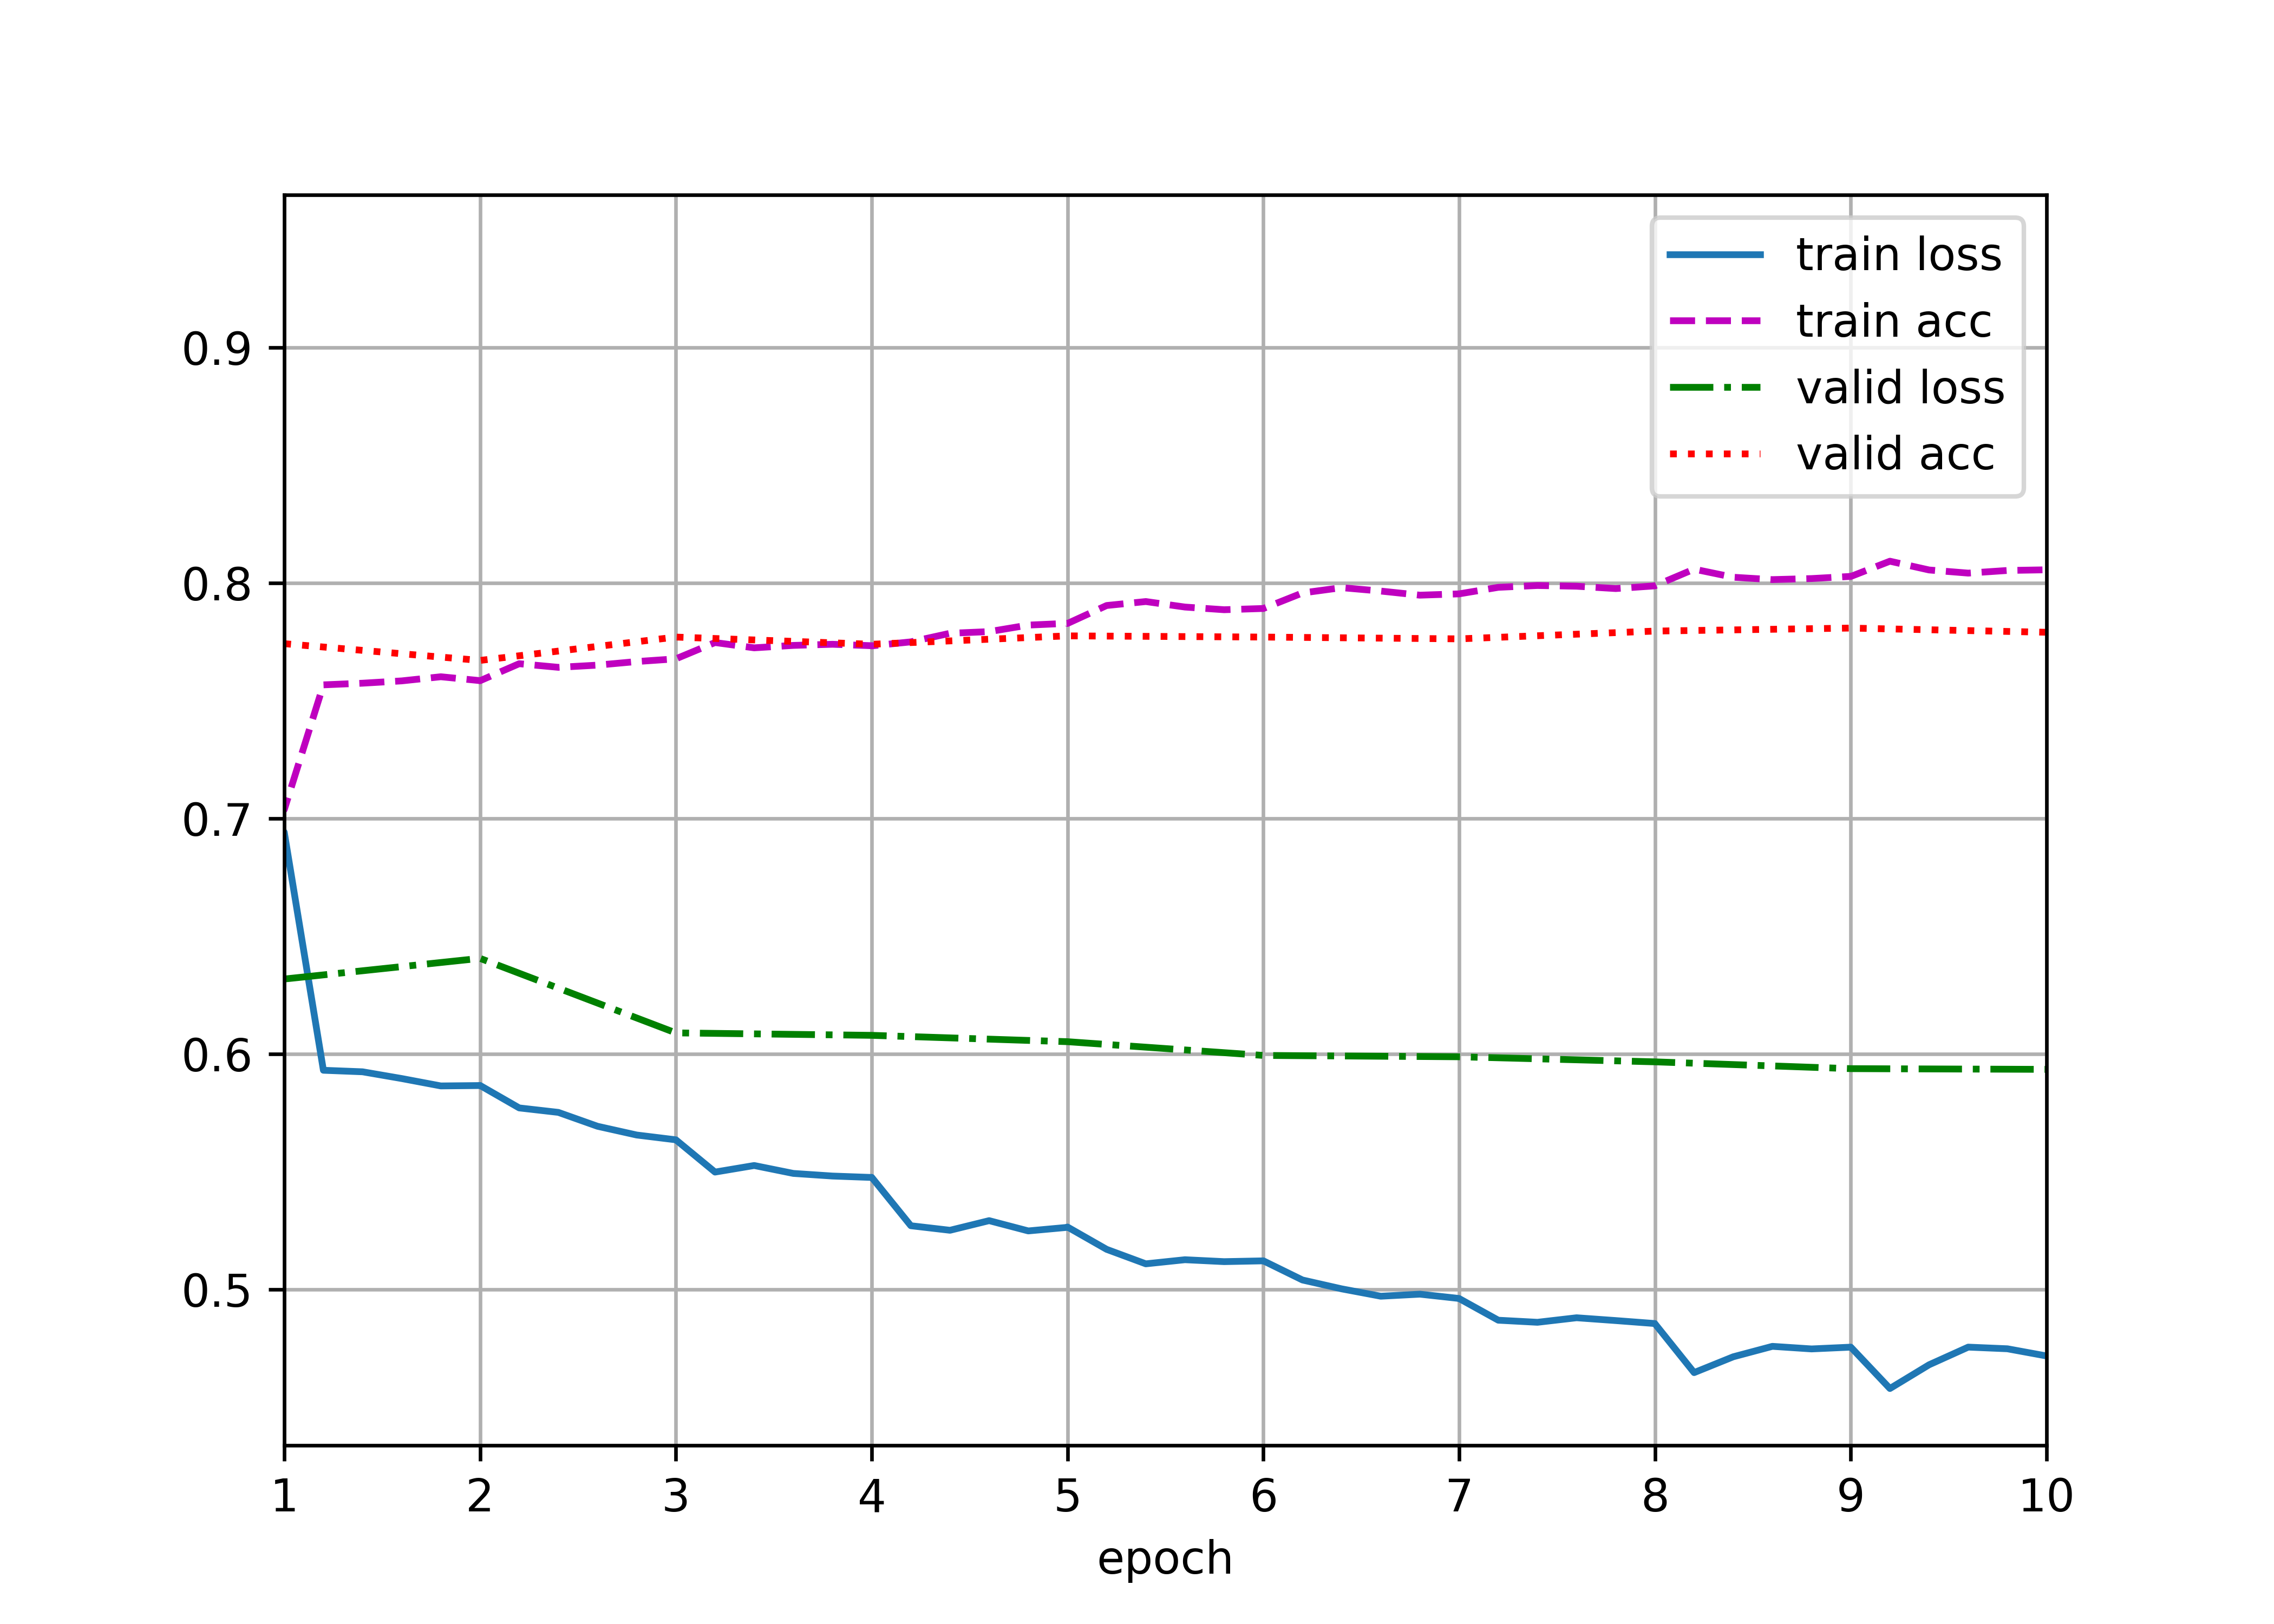 train loss
train acc
valid loss
valid acc
0.9
0.8
0.7
0.6
0.5
1 2 3 4 5 6 7 8 9 10
epoch